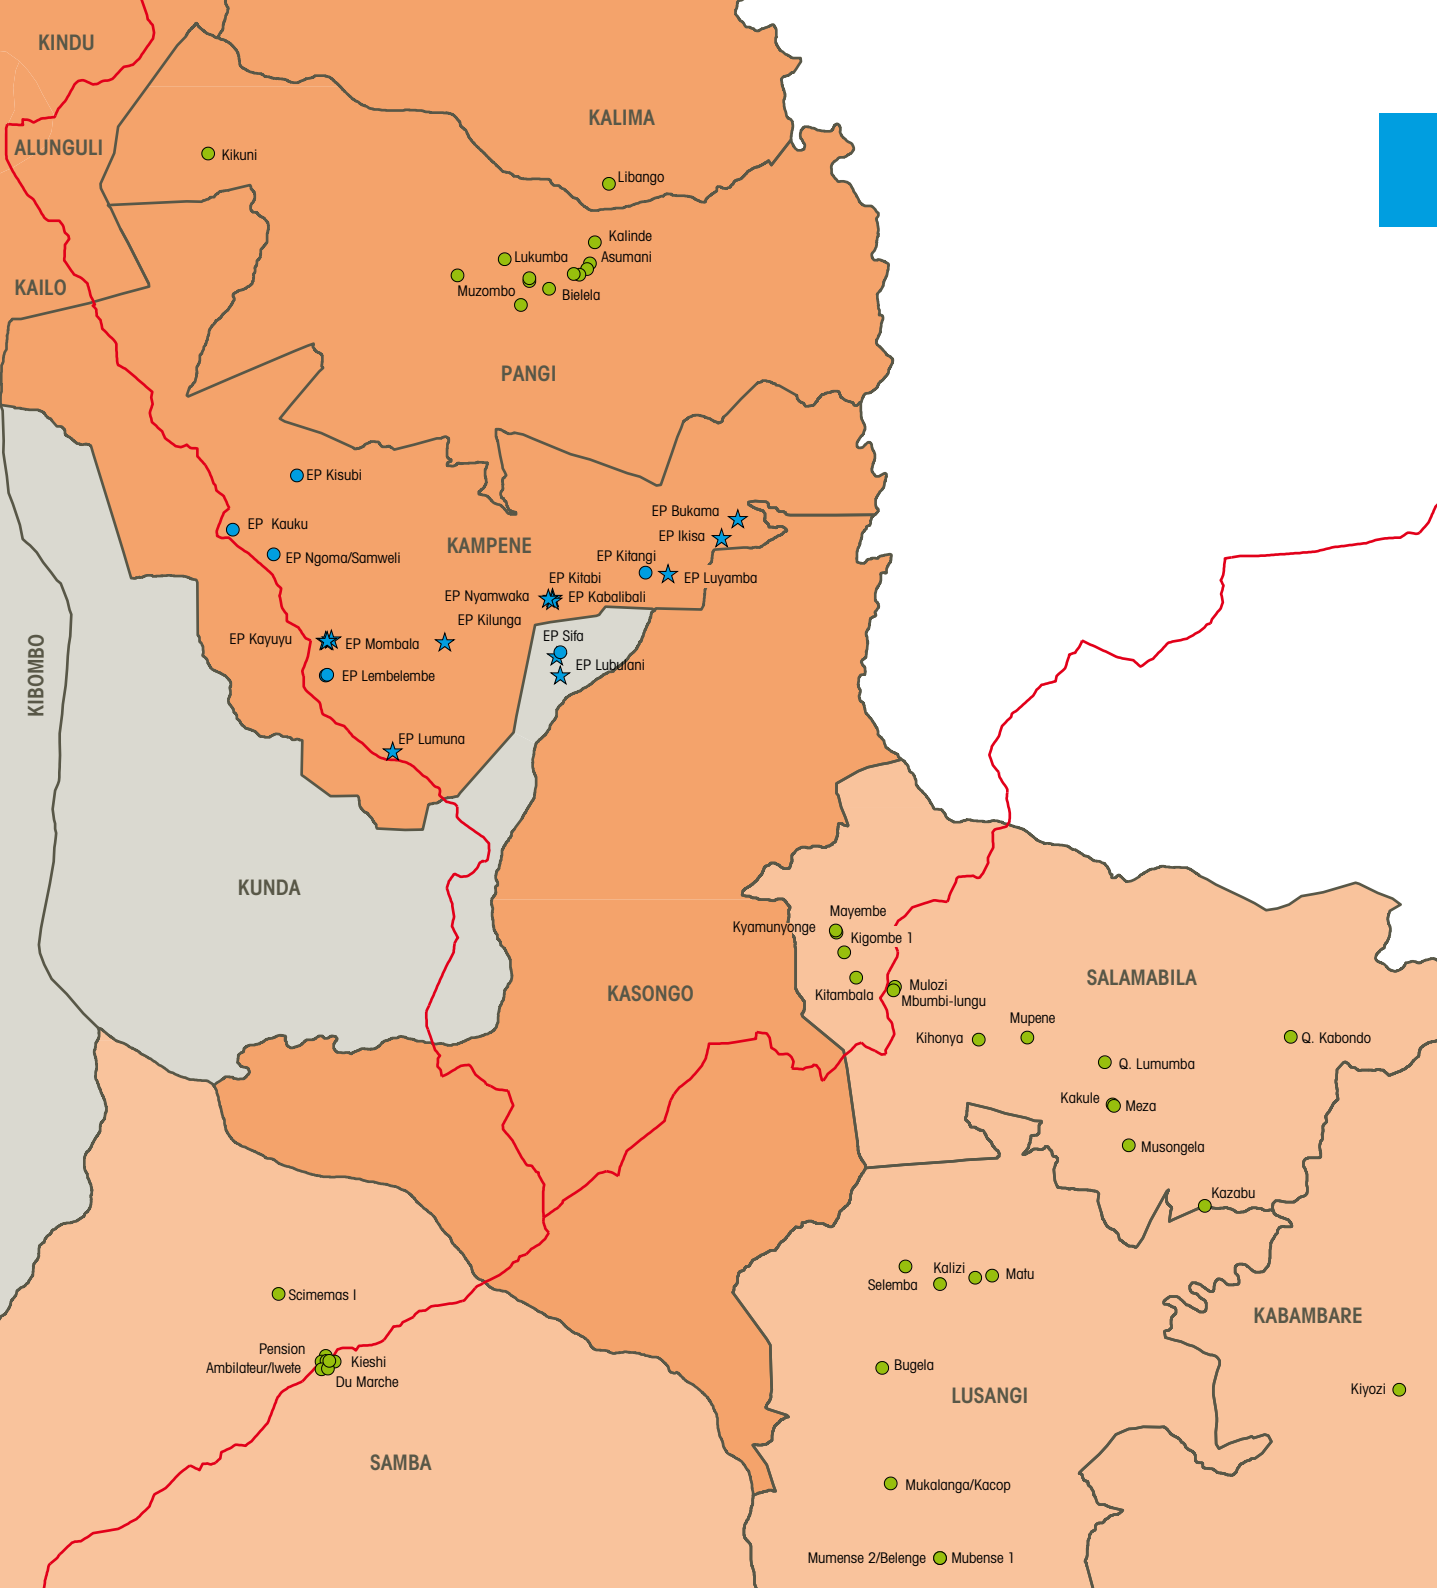 KINDU
KALIMA
ALUNGULI
Kikuni
Libango
Kalinde
Lukumba
Asumani
KAILO
Muzombo
Bielela
PANGI
EP Kisubi
EP Bukama
EP Kauku
EP Ikisa
KAMPENE
EP Ngoma/Samweli
EP Kitangi
EP Kitabi
EP Luyamba
EP Nyamwaka
EP Kabalibali
EP Kilunga
EP Kayuyu
EP Mombala
EP Sifa
EP Lubulani
KIBOMBO
EP Lembelembe
EP Lumuna
KUNDA
Mayembe
Kyamunyonge
Kigombe 1
SALAMABILA
Mulozi
KASONGO
Kitambala
Mbumbi-lungu
Mupene
Kihonya
Q. Kabondo
Q. Lumumba
Kakule
Meza
Musongela
Kazabu
Kalizi
Matu
Selemba
Scimemas I
KABAMBARE
Pension
Kieshi
Ambilateur/Iwefe
Bugela
Du Marche
Kiyozi
LUSANGI
SAMBA
Mukalanga/Kacop
Mumense 2/Belenge
Mubense 1